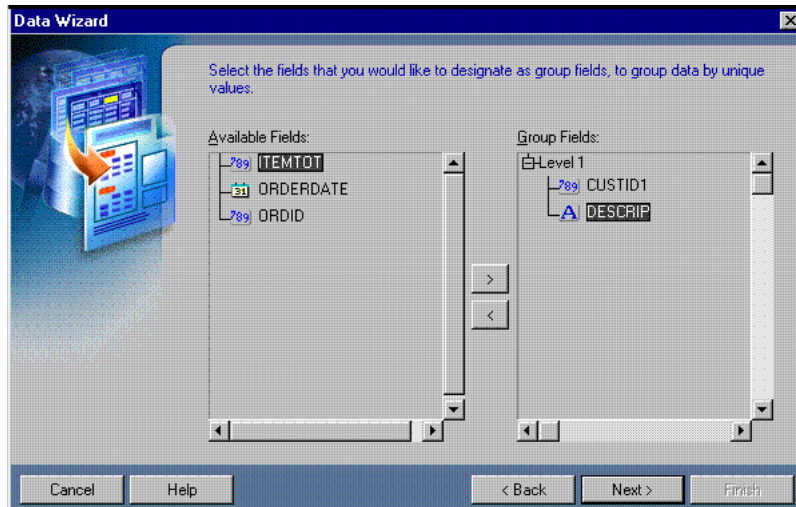 Data Wizard
Select the fields that you would like to designate as group fields, to group data by unique
values.
Available Fields:
Group Fields:
789 ITEMTOT
31 ORDERDATE
789 ORDID
Level 1
789 CUSTID1
A DESCRIP
>
<
Cancel
Help
< Back
Next >
Finish